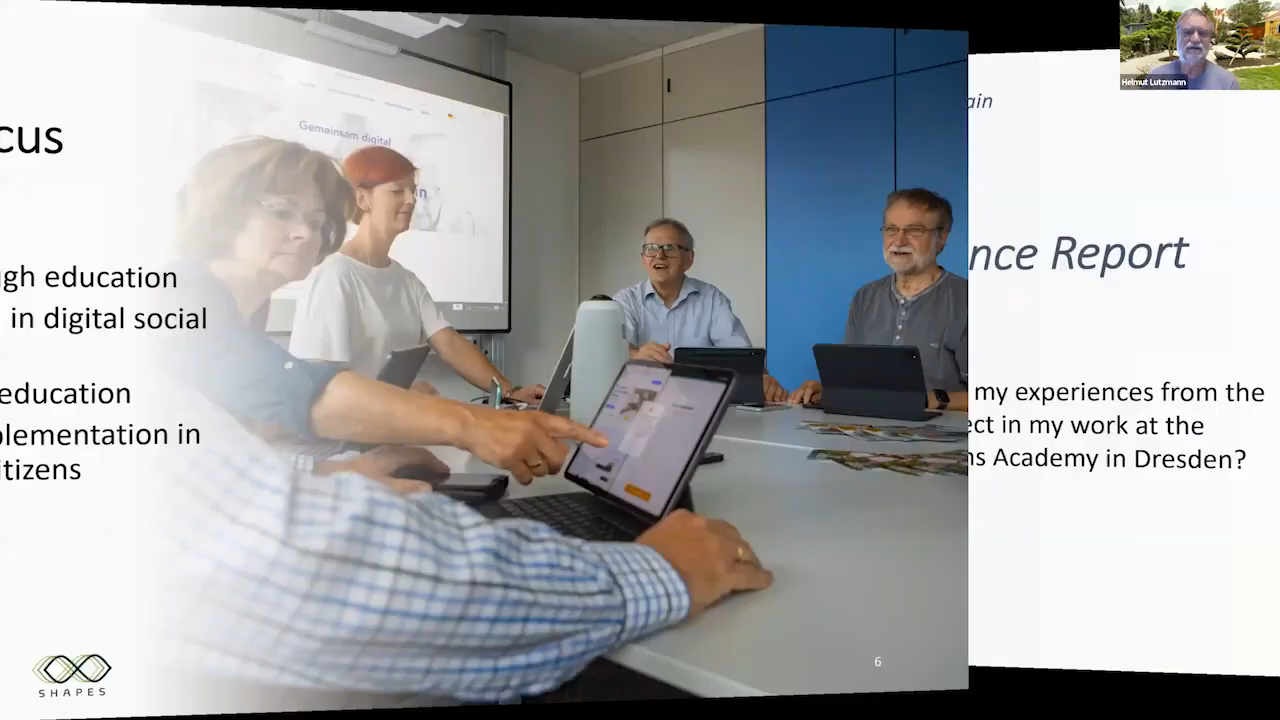 cus
gh education
in digital social
education
plementation in
itizens
SHAPES
Gemeinsam digital
in
6
ain
nce Report
my experiences from the
ect in my work at the
ns Academy in Dresden?
Helmut Lutzmann